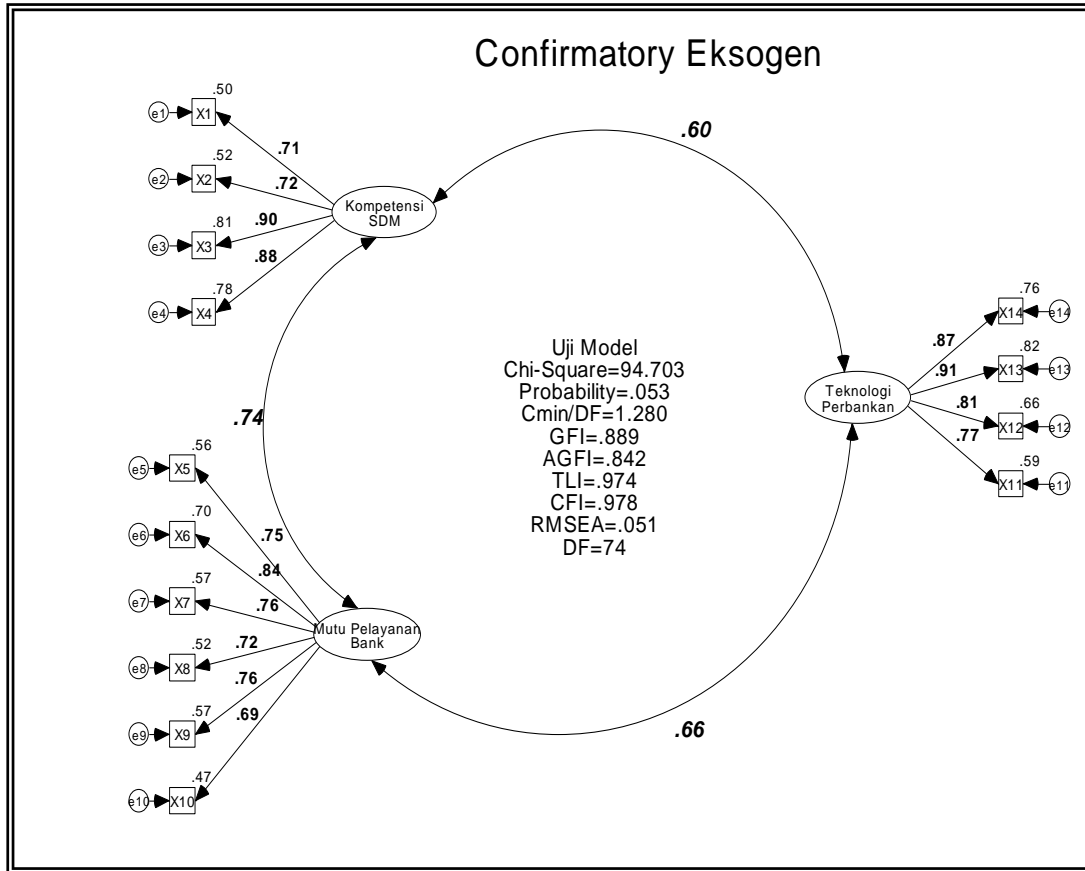 Confirmatory Eksogen
.50
e1
X1
.71
.52
e2
X2
.72
.81
e3
X3
.90
.78
e4
X4
.88
Kompetensi
SDM
.60
.74
Uji Model
Chi-Square=94.703
Probability=.053
Cmin/DF=1.280
GFI=.889
AGFI=.842
TLI=.974
CFI=.978
RMSEA=.051
DF=74
.76
X14
e14
.87
.82
X13
e13
.91
.66
X12
e12
.81
.59
X11
e11
.77
Teknologi
Perbankan
.56
e5
X5
.75
.70
e6
X6
.84
.57
e7
X7
.76
.52
e8
X8
.72
.57
e9
X9
.76
.47
e10
X10
.69
Mutu Pelayanan
Bank
.66